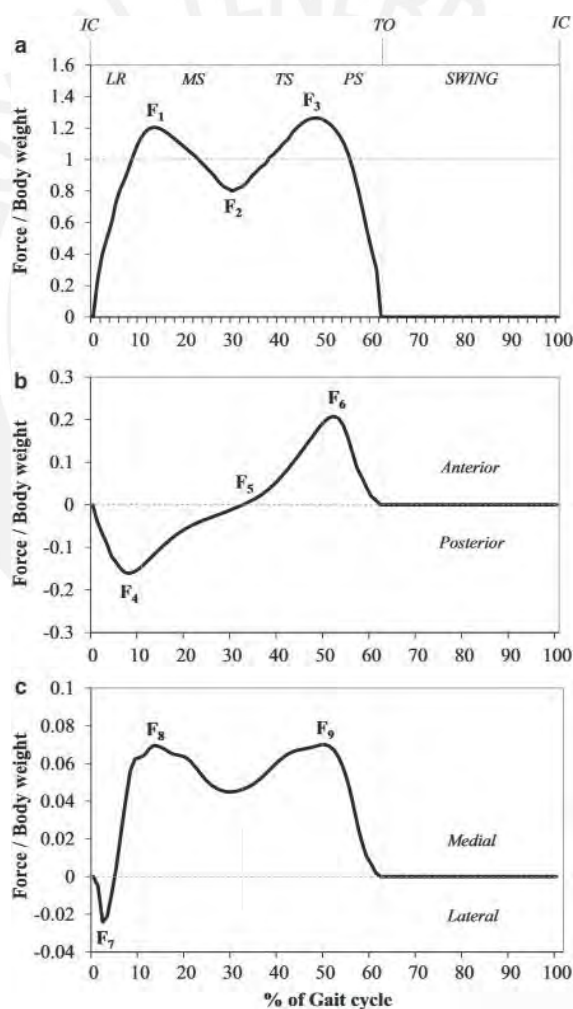 TENEBRA
IC TO IC
a
1.6 LR MS TS PS SWING
1.4
F1 F3
1.2
1
0.8
F2
0.6
0.4
0.2
0
Force / Body weight
0 10 20 30 40 50 60 70 80 90 100
b
0.3
F6
0.2
Anterior
0.1
F5
0
Posterior
-0.1
F4
-0.2
-0.3
Force / Body weight
0 10 20 30 40 50 60 70 80 90 100
c
0.1
F8 F9
0.08
0.06
0.04
Medial
0.02
0
Lateral
-0.02
F7
-0.04
Force / Body weight
0 10 20 30 40 50 60 70 80 90 100
% of Gait cycle